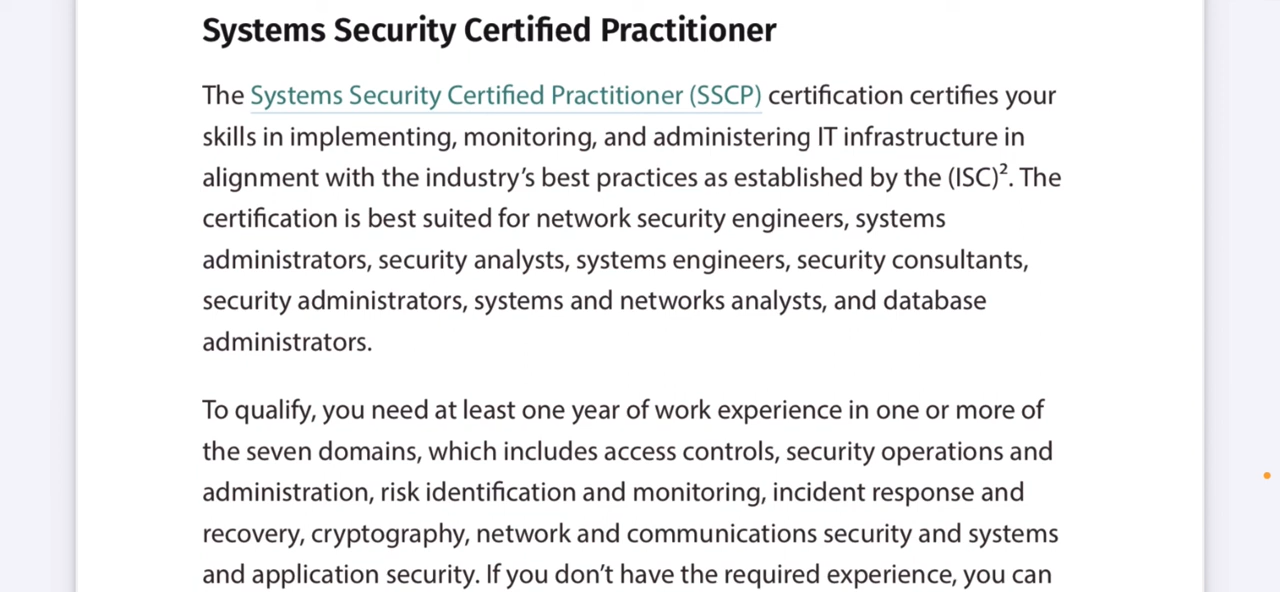 Systems Security Certified Practitioner
The Systems Security Certified Practitioner (SSCP) certification certifies your
skills in implementing, monitoring, and administering IT infrastructure in
alignment with the industry’s best practices as established by the (ISC)². The
certification is best suited for network security engineers, systems
administrators, security analysts, systems engineers, security consultants,
security administrators, systems and networks analysts, and database
administrators.
To qualify, you need at least one year of work experience in one or more of
the seven domains, which includes access controls, security operations and
administration, risk identification and monitoring, incident response and
recovery, cryptography, network and communications security and systems
and application security. If you don’t have the required experience, you can